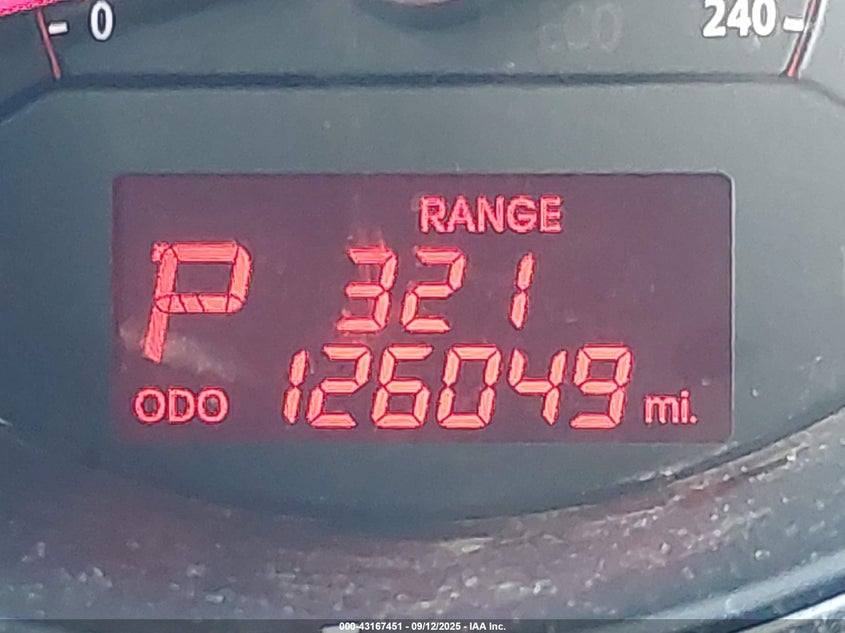 0 240
RANGE
P 321
ODO 126049 mi.
000-43167451 - 09/12/2025 - IAA Inc.